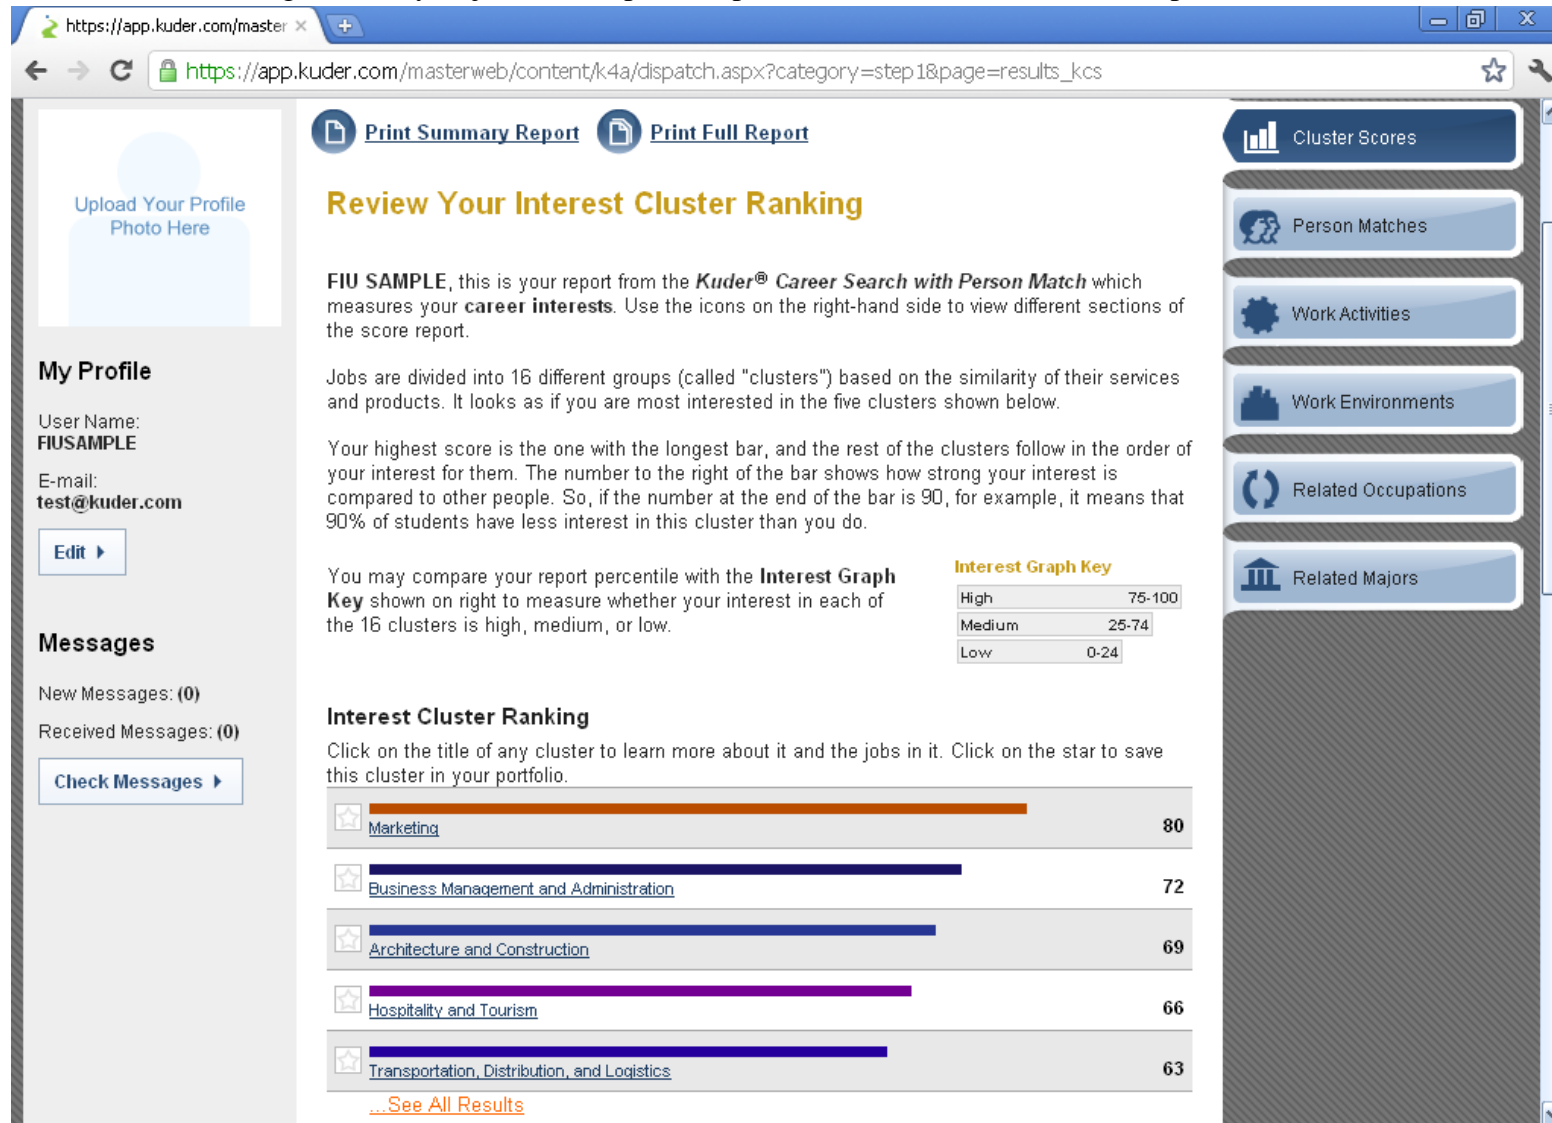 https://app.kuder.com/master
https://app.kuder.com/masterweb/content/k4a/dispatch.aspx?category=step1&page=results_kcs
Upload Your Profile
Photo Here
My Profile
User Name:
FIUSAMPLE
E-mail:
test@kuder.com
Edit
Messages
New Messages: (0)
Received Messages: (0)
Check Messages
Print Summary Report
Print Full Report
Review Your Interest Cluster Ranking
FIU SAMPLE, this is your report from the Kuder® Career Search with Person Match which
measures your career interests. Use the icons on the right-hand side to view different sections of
the score report.
Jobs are divided into 16 different groups (called "clusters") based on the similarity of their services
and products. It looks as if you are most interested in the five clusters shown below.
Your highest score is the one with the longest bar, and the rest of the clusters follow in the order of
your interest for them. The number to the right of the bar shows how strong your interest is
compared to other people. So, if the number at the end of the bar is 90, for example, it means that
90% of students have less interest in this cluster than you do.
You may compare your report percentile with the Interest Graph
Key shown on right to measure whether your interest in each of
the 16 clusters is high, medium, or low.
Interest Graph Key
High 75-100
Medium 25-74
Low 0-24
Interest Cluster Ranking
Click on the title of any cluster to learn more about it and the jobs in it. Click on the star to save
this cluster in your portfolio.
Marketing 80
Business Management and Administration 72
Architecture and Construction 69
Hospitality and Tourism 66
Transportation, Distribution, and Logistics 63
...See All Results
Cluster Scores
Person Matches
Work Activities
Work Environments
Related Occupations
Related Majors